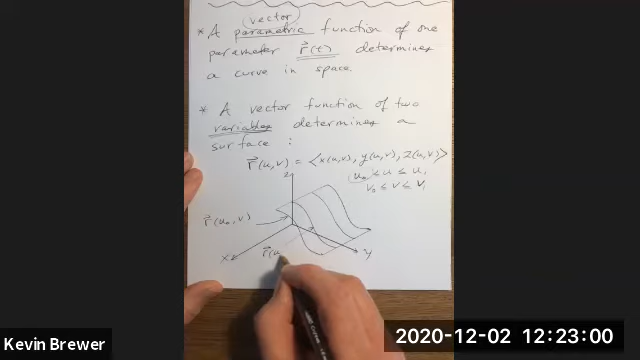 (vector)
* A parametric function of one
parameter r⃗(t) determines
a curve in space.
* A vector function of two
variables determines a
surface :
r⃗(u,v) = <x(u,v), y(u,v), z(u,v)>
u₀ ≤ u ≤ u₁
v₀ ≤ v ≤ v₁
z
r⃗(u₀,v)
x
y
r⃗(u
Kevin Brewer
2020-12-02 12:23:00